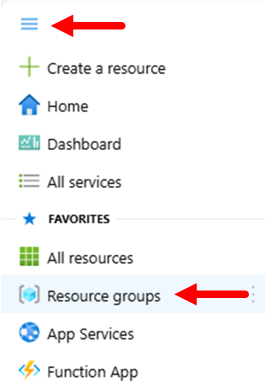 Create a resource
Home
Dashboard
All services
FAVORITES
All resources
Resource groups
App Services
Function App